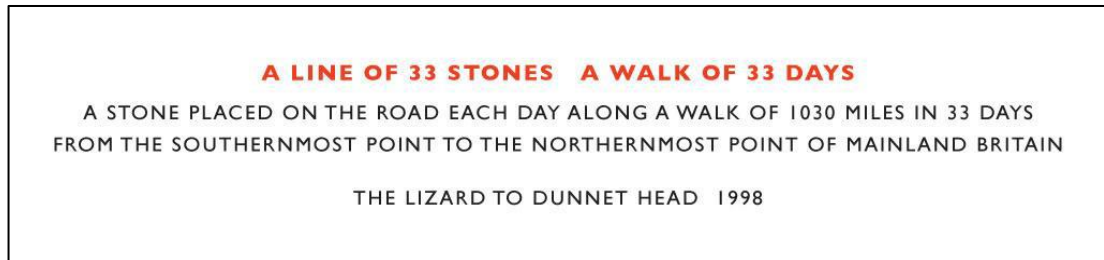 A LINE OF 33 STONES A WALK OF 33 DAYS
A STONE PLACED ON THE ROAD EACH DAY ALONG A WALK OF 1030 MILES IN 33 DAYS
FROM THE SOUTHERNMOST POINT TO THE NORTHERNMOST POINT OF MAINLAND BRITAIN
THE LIZARD TO DUNNET HEAD 1998